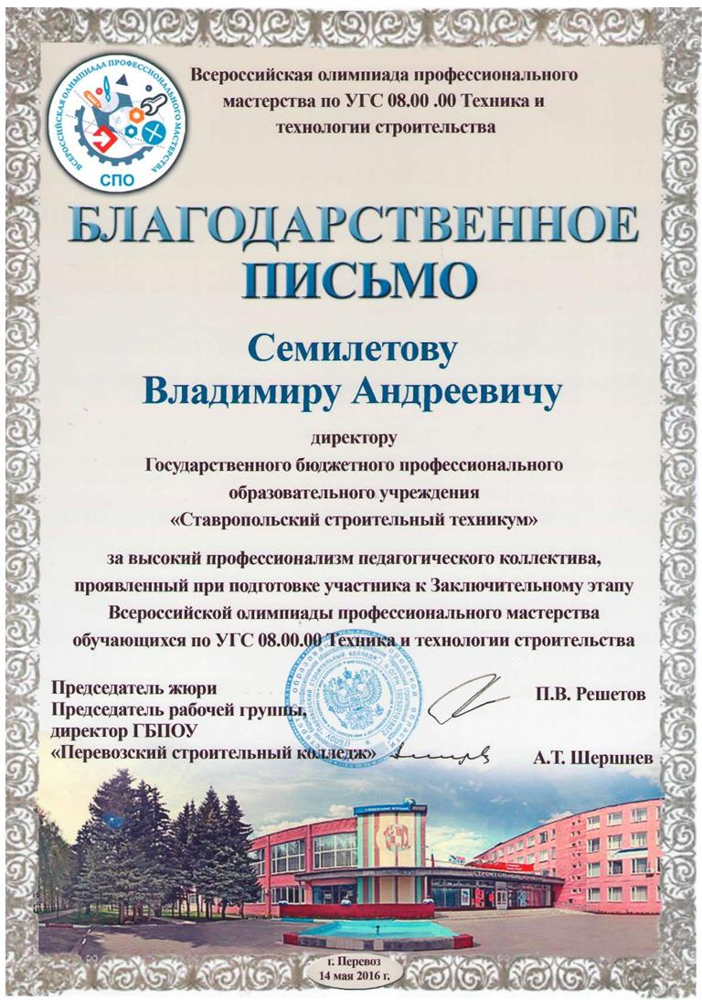 ВСЕРОССИЙСКАЯ ОЛИМПИАДА ПРОФЕССИОНАЛЬНОГО МАСТЕРСТВА
СПО
Всероссийская олимпиада профессионального
мастерства по УГС 08.00 .00 Техника и
технологии строительства
БЛАГОДАРСТВЕННОЕ
ПИСЬМО
Семилетову
Владимиру Андреевичу
директору
Государственного бюджетного профессионального
образовательного учреждения
«Ставропольский строительный техникум»
за высокий профессионализм педагогического коллектива,
проявленный при подготовке участника к Заключительному этапу
Всероссийской олимпиады профессионального мастерства
обучающихся по УГС 08.00.00 Техника и технологии строительства
Председатель жюри
П.В. Решетов
Председатель рабочей группы,
директор ГБПОУ
«Перевозский строительный колледж»
А.Т. Шершнев
г. Перевоз
14 мая 2016 г.